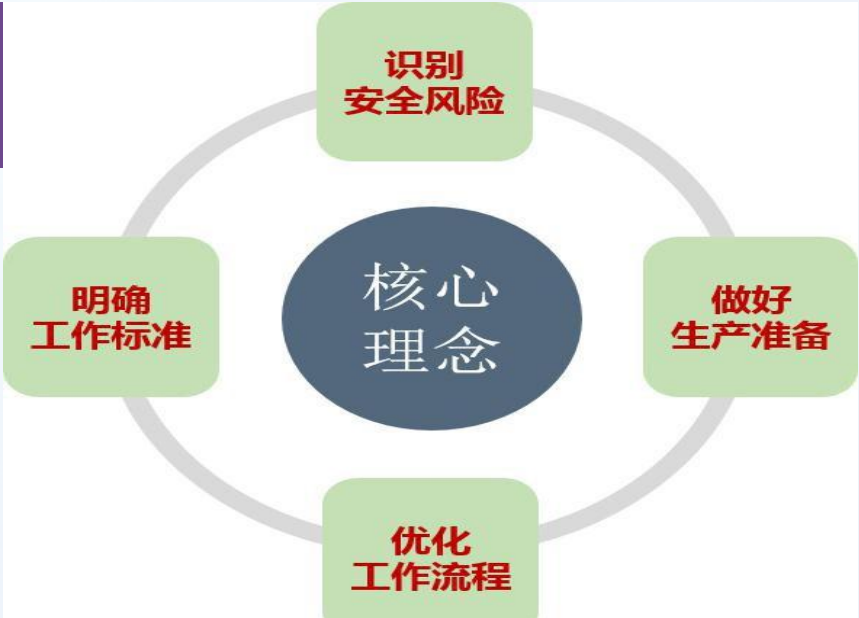 识别
安全风险
明确
工作标准
核心
理念
做好
生产准备
优化
工作流程